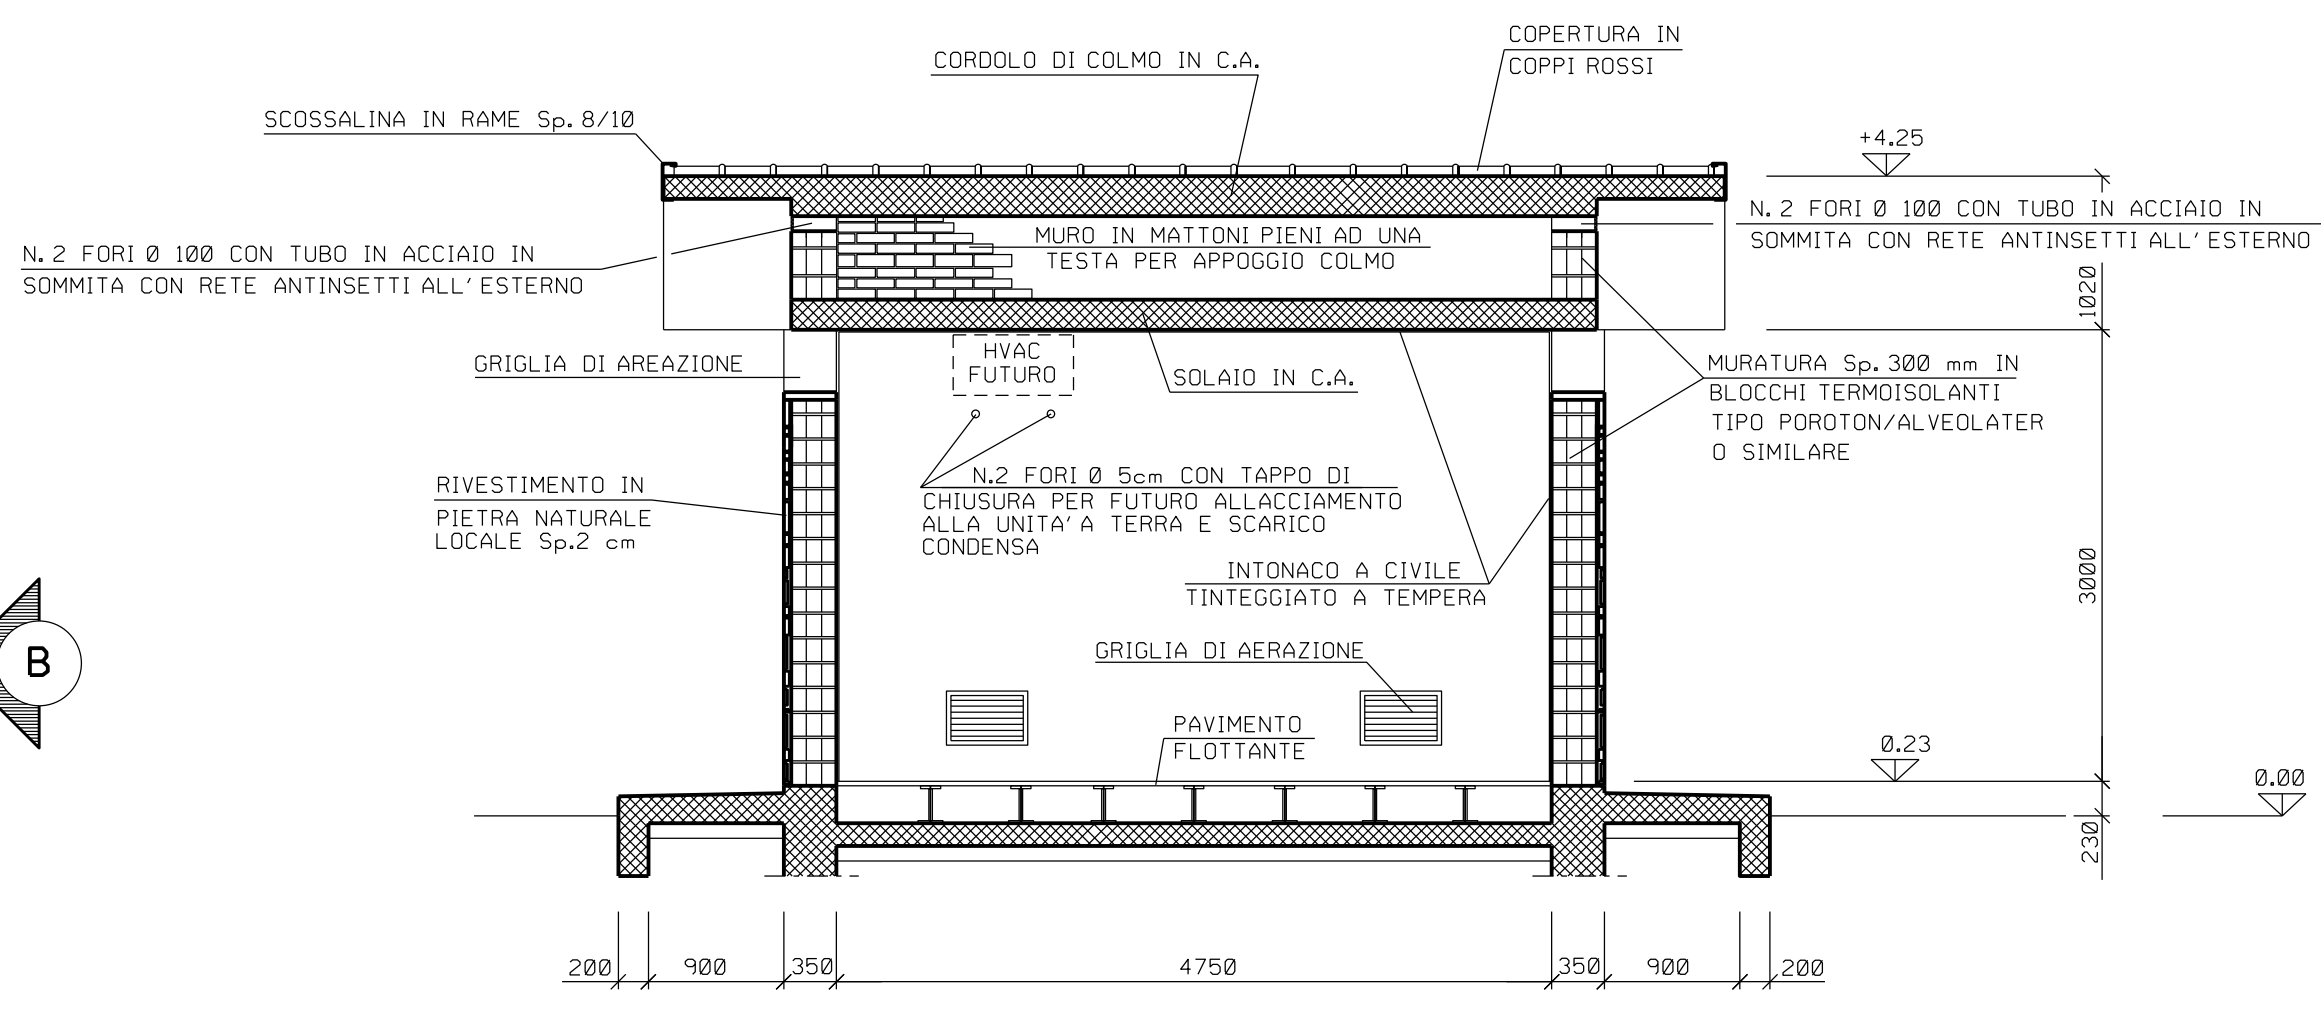 COPERTURA IN
COPPI ROSSI
CORDOLO DI COLMO IN C.A.
SCOSSALINA IN RAME Sp.8/10
+4.25
N.2 FORI Ø 100 CON TUBO IN ACCIAIO IN
SOMMITA CON RETE ANTINSETTI ALL'ESTERNO
MURO IN MATTONI PIENI AD UNA
TESTA PER APPOGGIO COLMO
N.2 FORI Ø 100 CON TUBO IN ACCIAIO IN
SOMMITA CON RETE ANTINSETTI ALL'ESTERNO
1020
GRIGLIA DI AREAZIONE
HVAC
FUTURO
SOLAIO IN C.A.
MURATURA Sp.300 mm IN
BLOCCHI TERMOISOLANTI
TIPO POROTON/ALVEOLATER
O SIMILARE
RIVESTIMENTO IN
PIETRA NATURALE
LOCALE Sp.2 cm
N.2 FORI Ø 5cm CON TAPPO DI
CHIUSURA PER FUTURO ALLACCIAMENTO
ALLA UNITA'A TERRA E SCARICO
CONDENSA
INTONACO A CIVILE
TINTEGGIATO A TEMPERA
3000
B
GRIGLIA DI AERAZIONE
PAVIMENTO
FLOTTANTE
0.23
0.00
230
200
900
350
4750
350
900
200